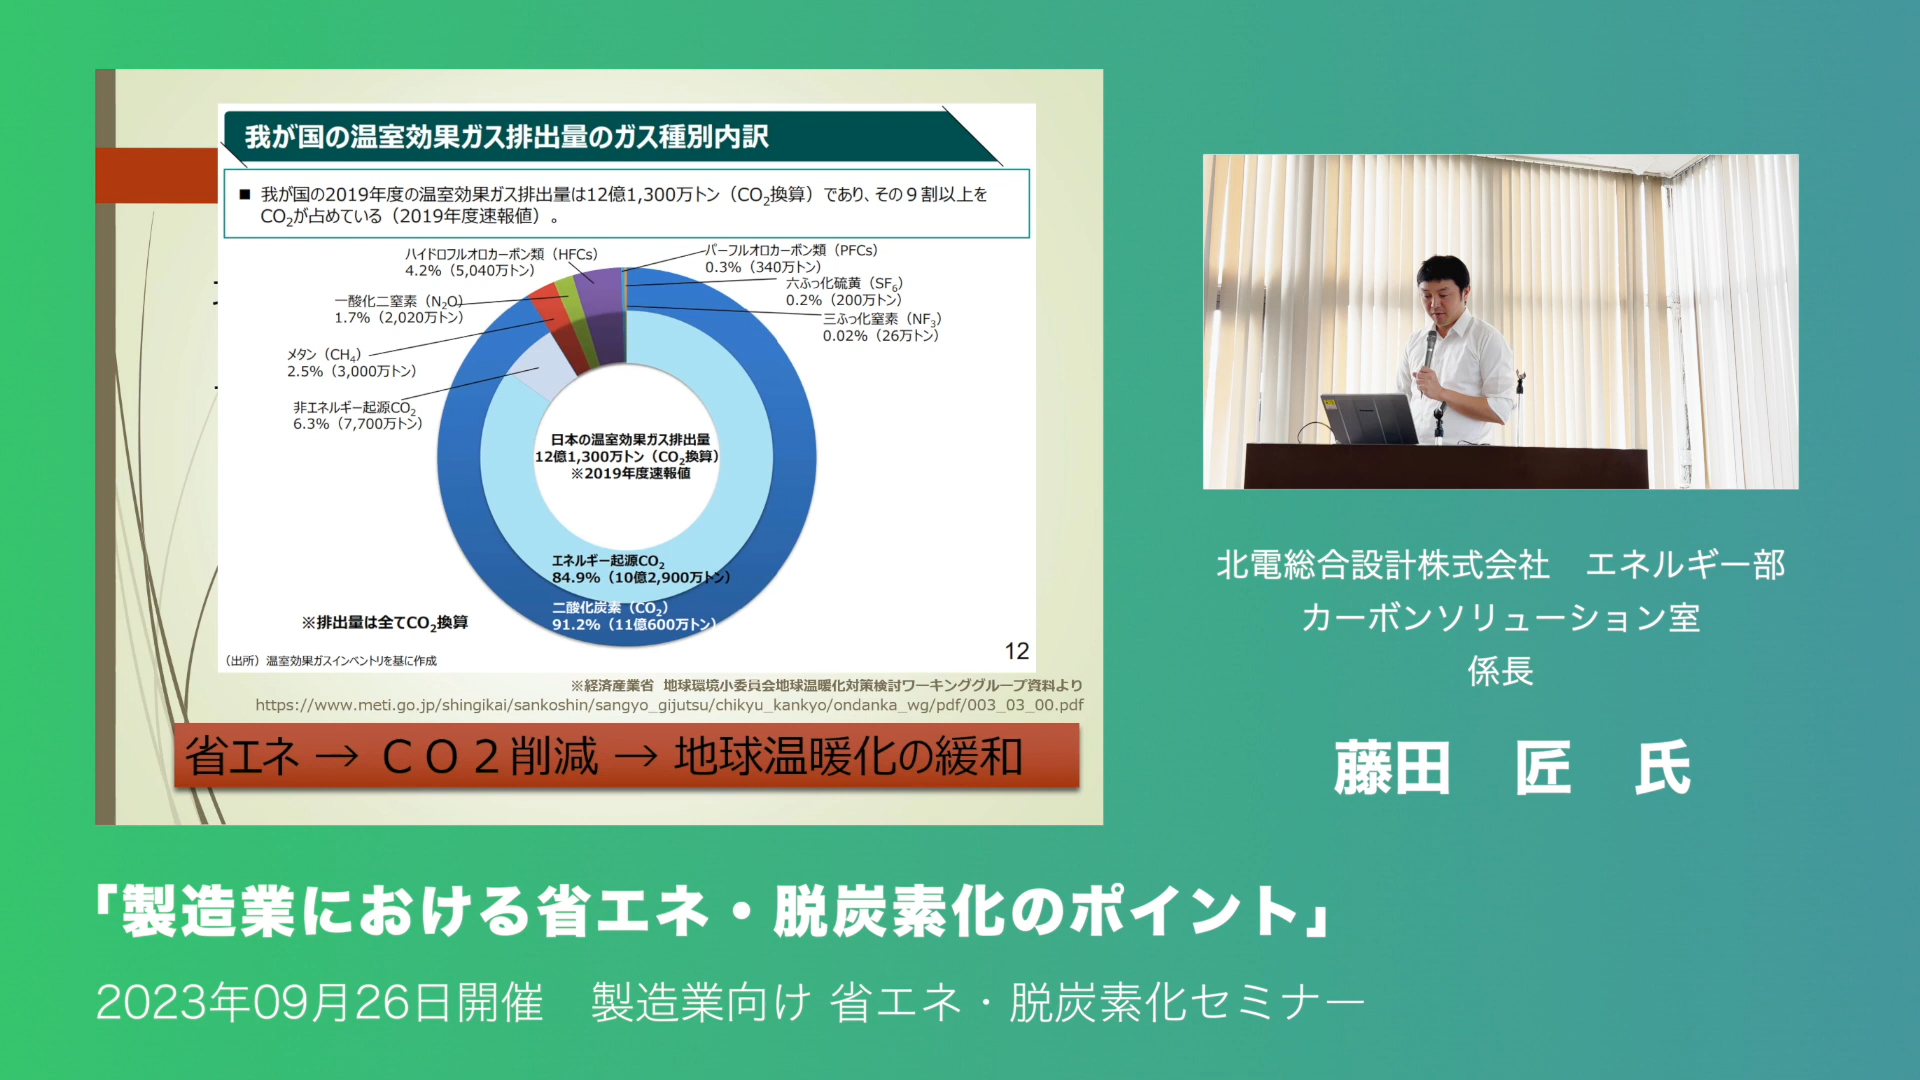 我が国の温室効果ガス排出量のガス種別内訳
■ 我が国の2019年度の温室効果ガス排出量は12億1,300万トン（CO2換算）であり、その９割以上を
CO2が占めている（2019年度速報値）。
ハイドロフルオロカーボン類（HFCs）
4.2%（5,040万トン）
パーフルオロカーボン類（PFCs）
0.3%（340万トン）
六ふっ化硫黄（SF6）
0.2%（200万トン）
一酸化二窒素（N2O）
1.7%（2,020万トン）
三ふっ化窒素（NF3）
0.02%（26万トン）
メタン（CH4）
2.5%（3,000万トン）
非エネルギー起源CO2
6.3%（7,700万トン）
日本の温室効果ガス排出量
12億1,300万トン（CO2換算）
※2019年度速報値
エネルギー起源CO2
84.9%（10億2,900万トン）
二酸化炭素（CO2）
91.2%（11億600万トン）
※排出量は全てCO2換算
（出所）温室効果ガスインベントリを基に作成
12
※経済産業省 地球環境小委員会地球温暖化対策検討ワーキンググループ資料より
https://www.meti.go.jp/shingikai/sankoshin/sangyo_gijutsu/chikyu_kankyo/ondanka_wg/pdf/003_03_00.pdf
省エネ → ＣＯ２削減 → 地球温暖化の緩和
北電総合設計株式会社　エネルギー部
カーボンソリューション室
係長
藤田　匠　氏
「製造業における省エネ・脱炭素化のポイント」
2023年09月26日開催　製造業向け 省エネ・脱炭素化セミナー